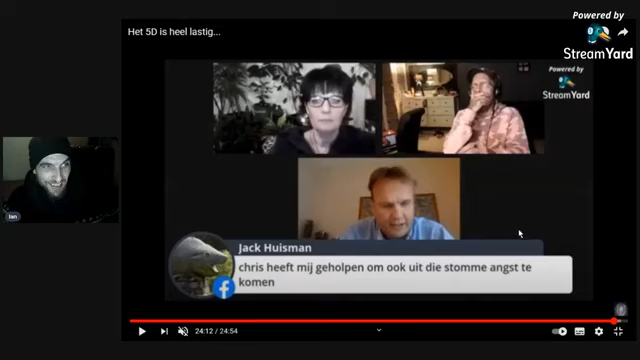 Powered by
StreamYard
Het 5D is heel lastig...
Powered by
StreamYard
Ian
Jack Huisman
chris heeft mij geholpen om ook uit die stomme angst te
komen
24:12 / 24:54